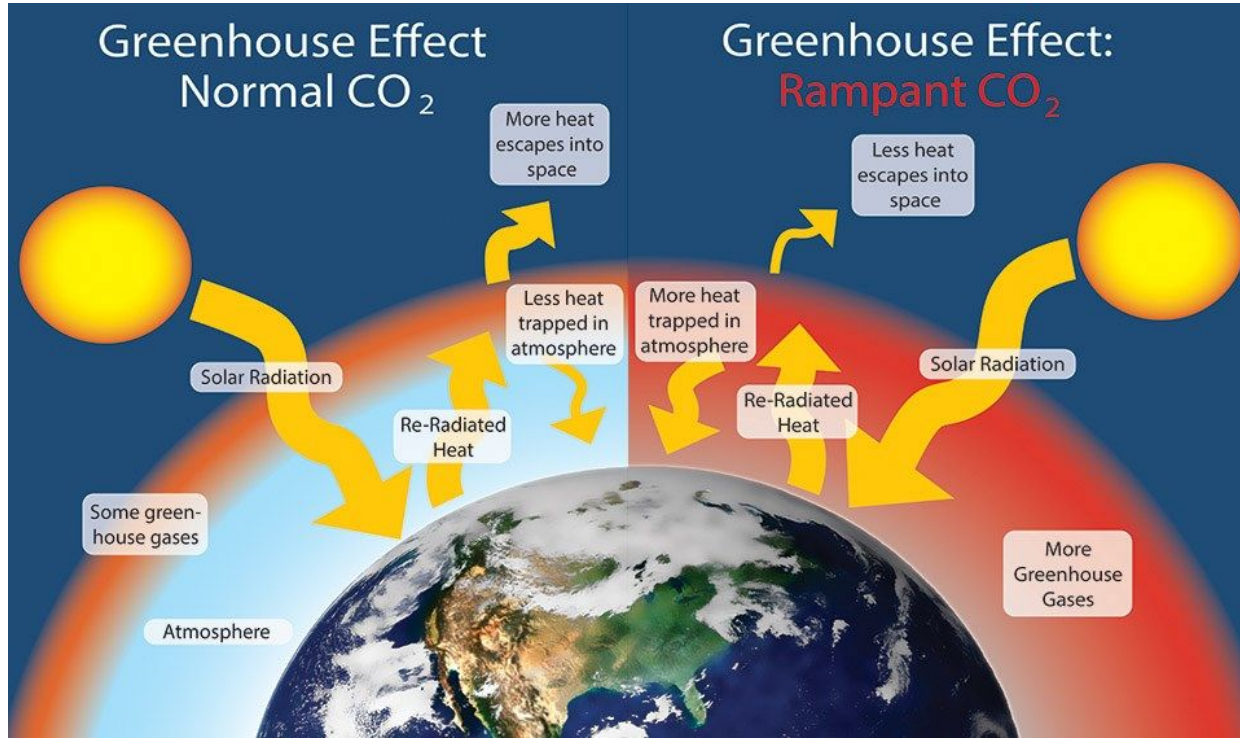 Greenhouse Effect
Normal CO₂
More heat
escapes into
space
Solar Radiation
Less heat
trapped in
atmosphere
Re-Radiated
Heat
Some green-
house gases
Atmosphere
Greenhouse Effect:
Rampant CO₂
Less heat
escapes into
space
More heat
trapped in
atmosphere
Solar Radiation
Re-Radiated
Heat
More
Greenhouse
Gases